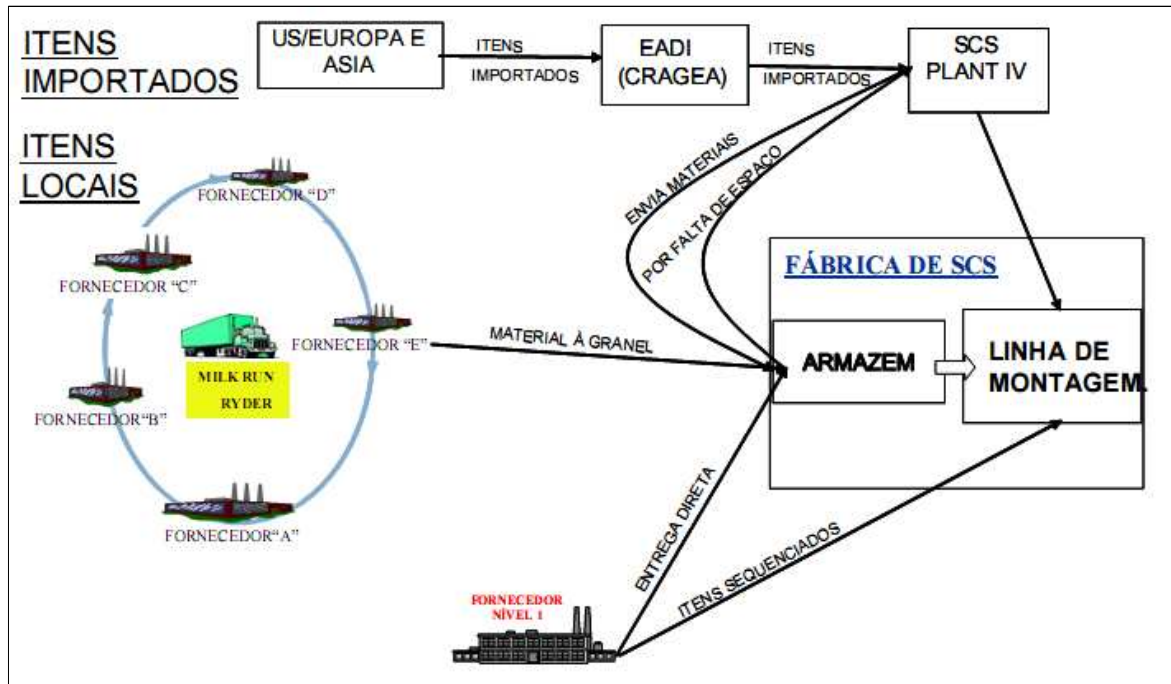 ITENS
IMPORTADOS
US/EUROPA E
ASIA
ITENS
IMPORTADOS
EADI
(CRAGEA)
ITENS
IMPORTADOS
SCS
PLANT IV
ITENS
LOCAIS
FORNECEDOR "D"
FORNECEDOR "C"
FORNECEDOR "E"
MILK RUN
RYDER
FORNECEDOR"B"
FORNECEDOR"A"
ENVIA MATERIAIS
POR FALTA DE ESPACO
MATERIAL À GRANEL
FÁBRICA DE SCS
ARMAZEM
LINHA DE
MONTAGEM.
ENTREGA DIRETA
ITENS SEQUENCIADOS
FORNECEDOR
NÍVEL 1